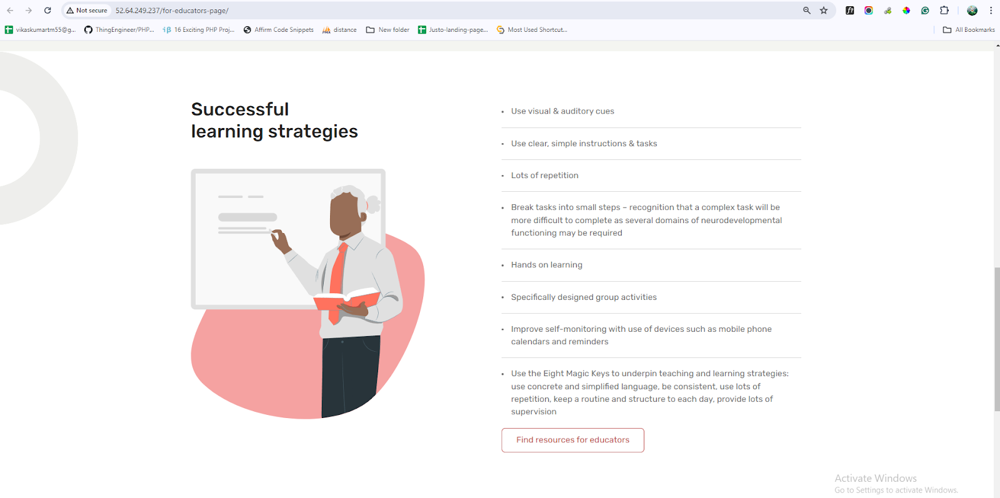 Not secure
52.64.249.237/for-educators-page/
vikaskumartm55@g...
ThingEngineer/PHP...
16 Exciting PHP Proj...
Affirm Code Snippets
distance
New folder
Justo-landing-page...
Most Used Shortcut...
All Bookmarks
Successful
learning strategies
• Use visual & auditory cues
• Use clear, simple instructions & tasks
• Lots of repetition
• Break tasks into small steps – recognition that a complex task will be
more difficult to complete as several domains of neurodevelopmental
functioning may be required
• Hands on learning
• Specifically designed group activities
• Improve self-monitoring with use of devices such as mobile phone
calendars and reminders
• Use the Eight Magic Keys to underpin teaching and learning strategies:
use concrete and simplified language, be consistent, use lots of
repetition, keep a routine and structure to each day, provide lots of
supervision
Find resources for educators
Activate Windows
Go to Settings to activate Windows.